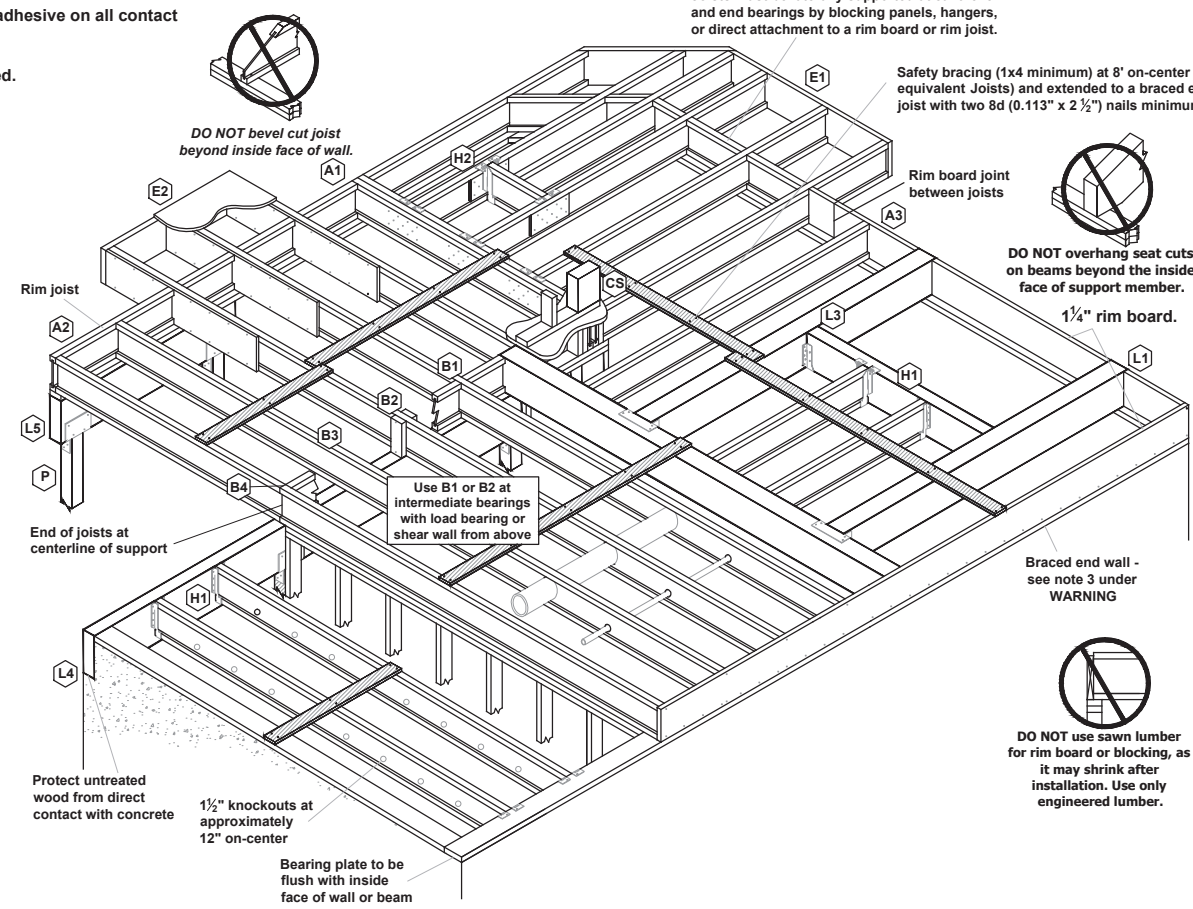 adhesive on all contact
ed.
and end bearings by blocking panels, hangers,
or direct attachment to a rim board or rim joist.
Safety bracing (1x4 minimum) at 8' on-center
equivalent Joists) and extended to a braced e
joist with two 8d (0.113" x 2 ½") nails minimum
DO NOT bevel cut joist
beyond inside face of wall.
E1
A1
H2
E2
Rim board joint
between joists
A3
DO NOT overhang seat cuts
on beams beyond the inside
face of support member.
1¼" rim board.
Rim joist
A2
CS
L3
L1
B1
H1
B2
L5
B3
P
B4
Use B1 or B2 at
intermediate bearings
with load bearing or
shear wall from above
End of joists at
centerline of support
Braced end wall -
see note 3 under
WARNING
H1
L4
DO NOT use sawn lumber
for rim board or blocking, as
it may shrink after
installation. Use only
engineered lumber.
Protect untreated
wood from direct
contact with concrete
1½" knockouts at
approximately
12" on-center
Bearing plate to be
flush with inside
face of wall or beam